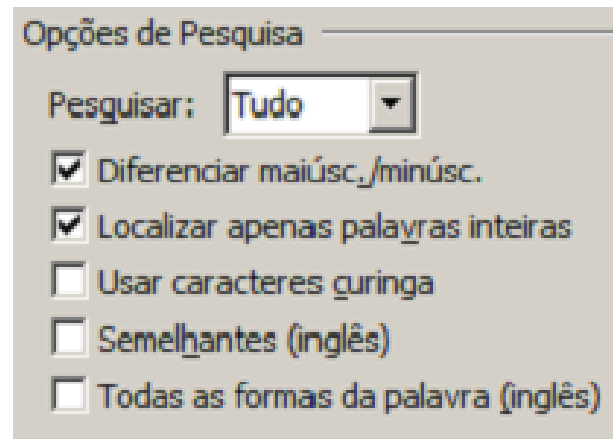 Opções de Pesquisa
Pesquisar: Tudo
Diferenciar maiúsc./minúsc.
Localizar apenas palavras inteiras
Usar caracteres curinga
Semelhantes (inglês)
Todas as formas da palavra (inglês)